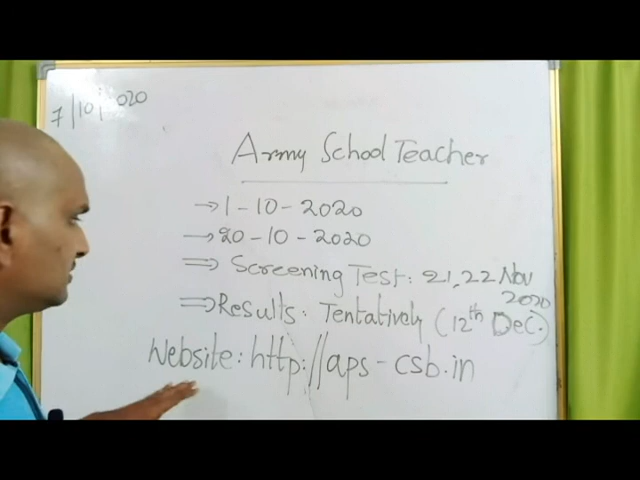 7/10/2020
Army School Teacher
→ 1-10-2020
→ 20-10-2020
⇒ Screening Test: 21,22 Nov
2020
⇒ Results: Tentatively (12th Dec.)
Website: http://aps-csb.in